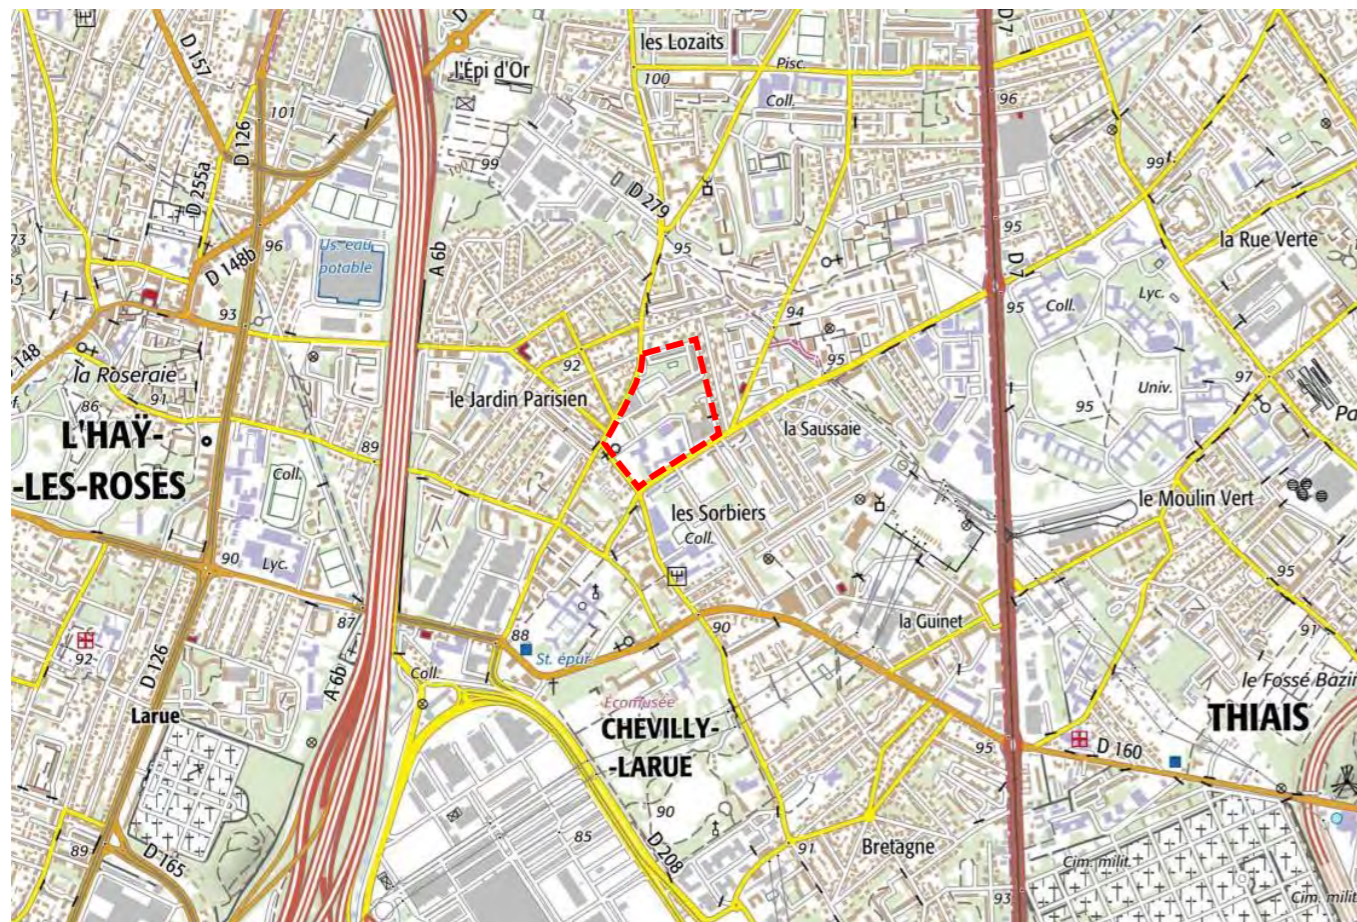 les Lozaits
D 7
D 157
l'Épi d'Or
100
Pisc.
Coll.
96
101
D 126
99
100
99
D 255a
D 279
95
95
la Rue Verte
96
D 148b
Us. eau
potable
A 6b
D 7
Coll.
Lyc.
95
93
94
D 148
92
95
97
la Roseraie
le Jardin Parisien
Univ.
86
91
95
L'HAŸ-
-LES-ROSES
89
la Saussaie
Coll.
le Moulin Vert
les Sorbiers
Coll.
90
Lyc.
95
87
la Guinet
90
91
88
92
St. épur.
D 126
A 6b
Coll.
le Fossé Bazin
Écomusée
Larue
CHEVILLY-
-LARUE
THIAIS
95
D 160
90
85
89
D 165
D 208
91
Bretagne
Cim. milit.
93
Cim. milit.